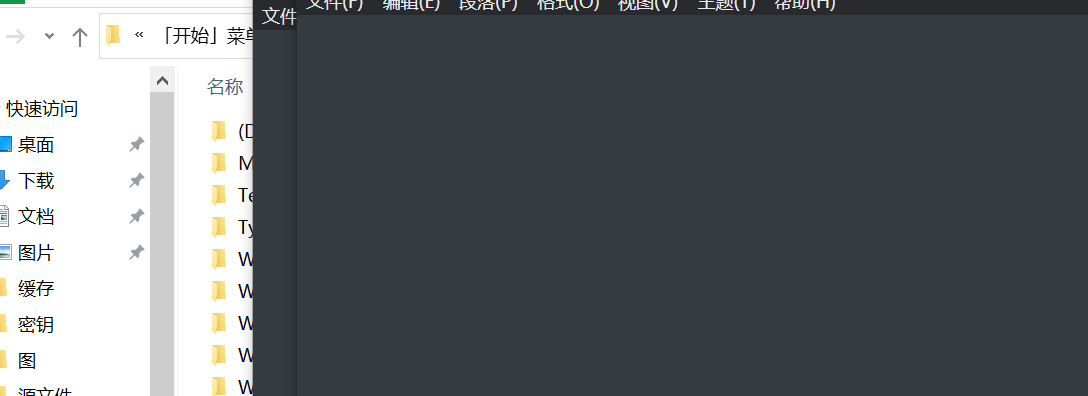 文件(F) 编辑(E) 段落(P) 格式(O) 视图(V) 主题(T) 帮助(H)
文件
« 「开始」菜单
名称
快速访问
桌面
下载
文档
图片
缓存
密钥
图
源文件
(D
M
Te
Ty
W
W
W
W
W